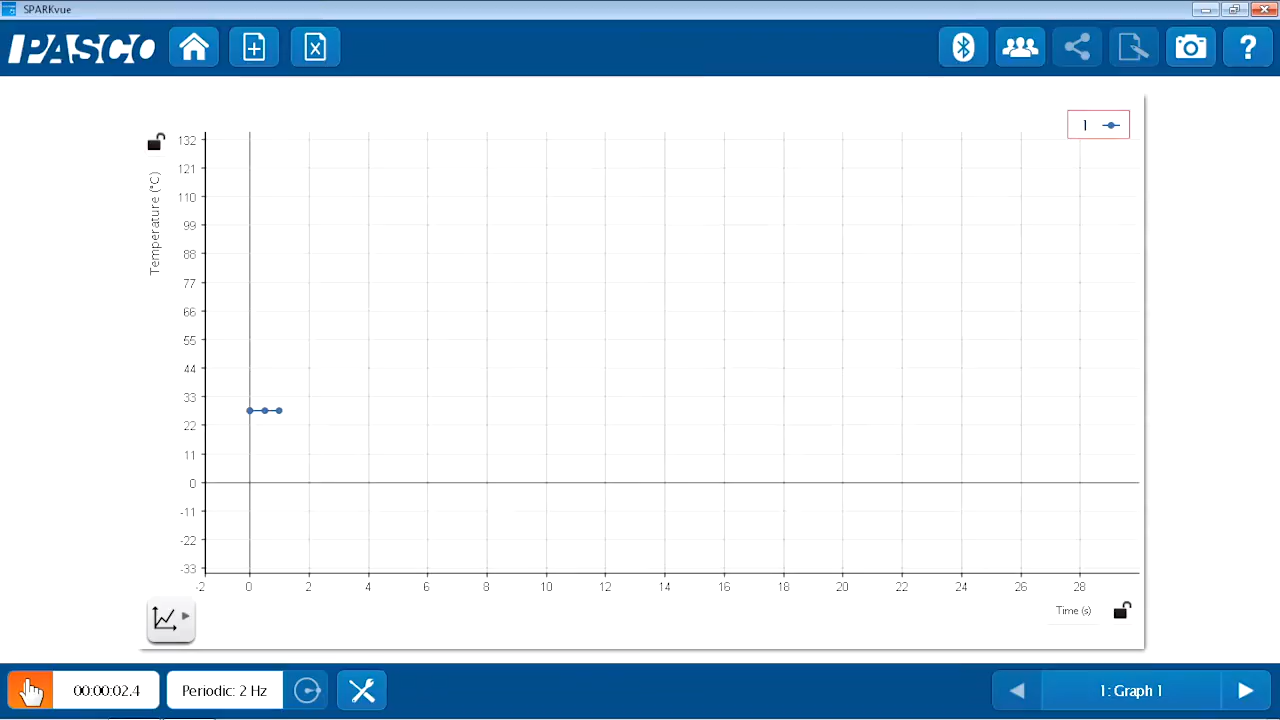 SPARKvue
PASCO
?
1
Temperature (°C)
132
121
110
99
88
77
66
55
44
33
22
11
0
-11
-22
-33
-2 0 2 4 6 8 10 12 14 16 18 20 22 24 26 28
Time (s)
00:00:02.4
Periodic: 2 Hz
1: Graph 1